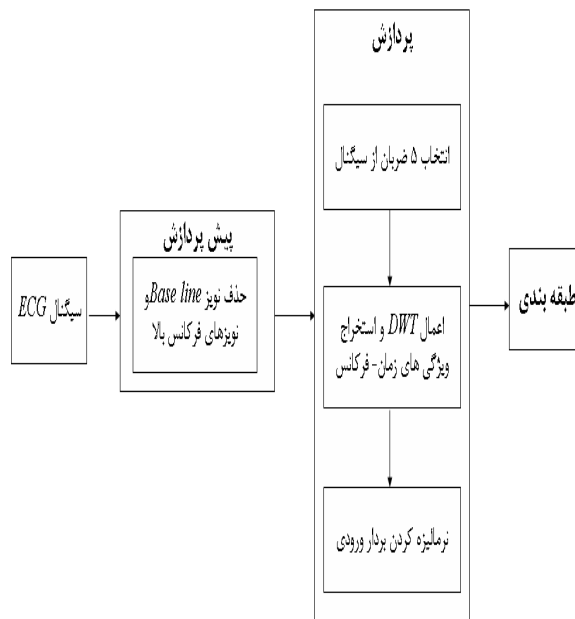 سیگنال ECG
پیش پردازش
حذف نویز Base line و
نویزهای فرکانس بالا
پردازش
انتخاب ۵ ضربان از سیگنال
اعمال DWT و استخراج
ویژگی های زمان- فرکانس
نرمالیزه کردن بردار ورودی
طبقه بندی